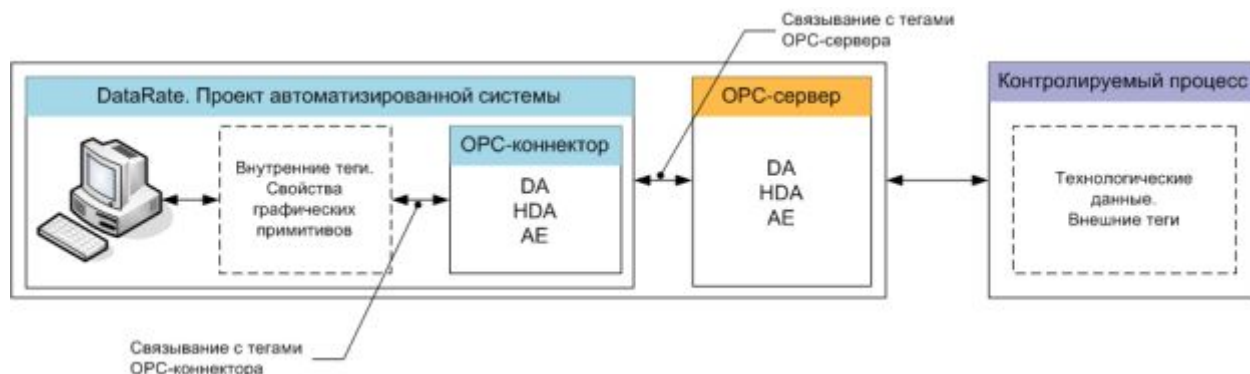 Связывание с тегами
OPC-сервера
DataRate. Проект автоматизированной системы
OPC-сервер
Контролируемый процесс
OPC-коннектор
Внутренние теги.
Свойства
графических
примитивов
DA
HDA
AE
DA
HDA
AE
Технологические
данные.
Внешние теги
Связывание с тегами
OPC-коннектора